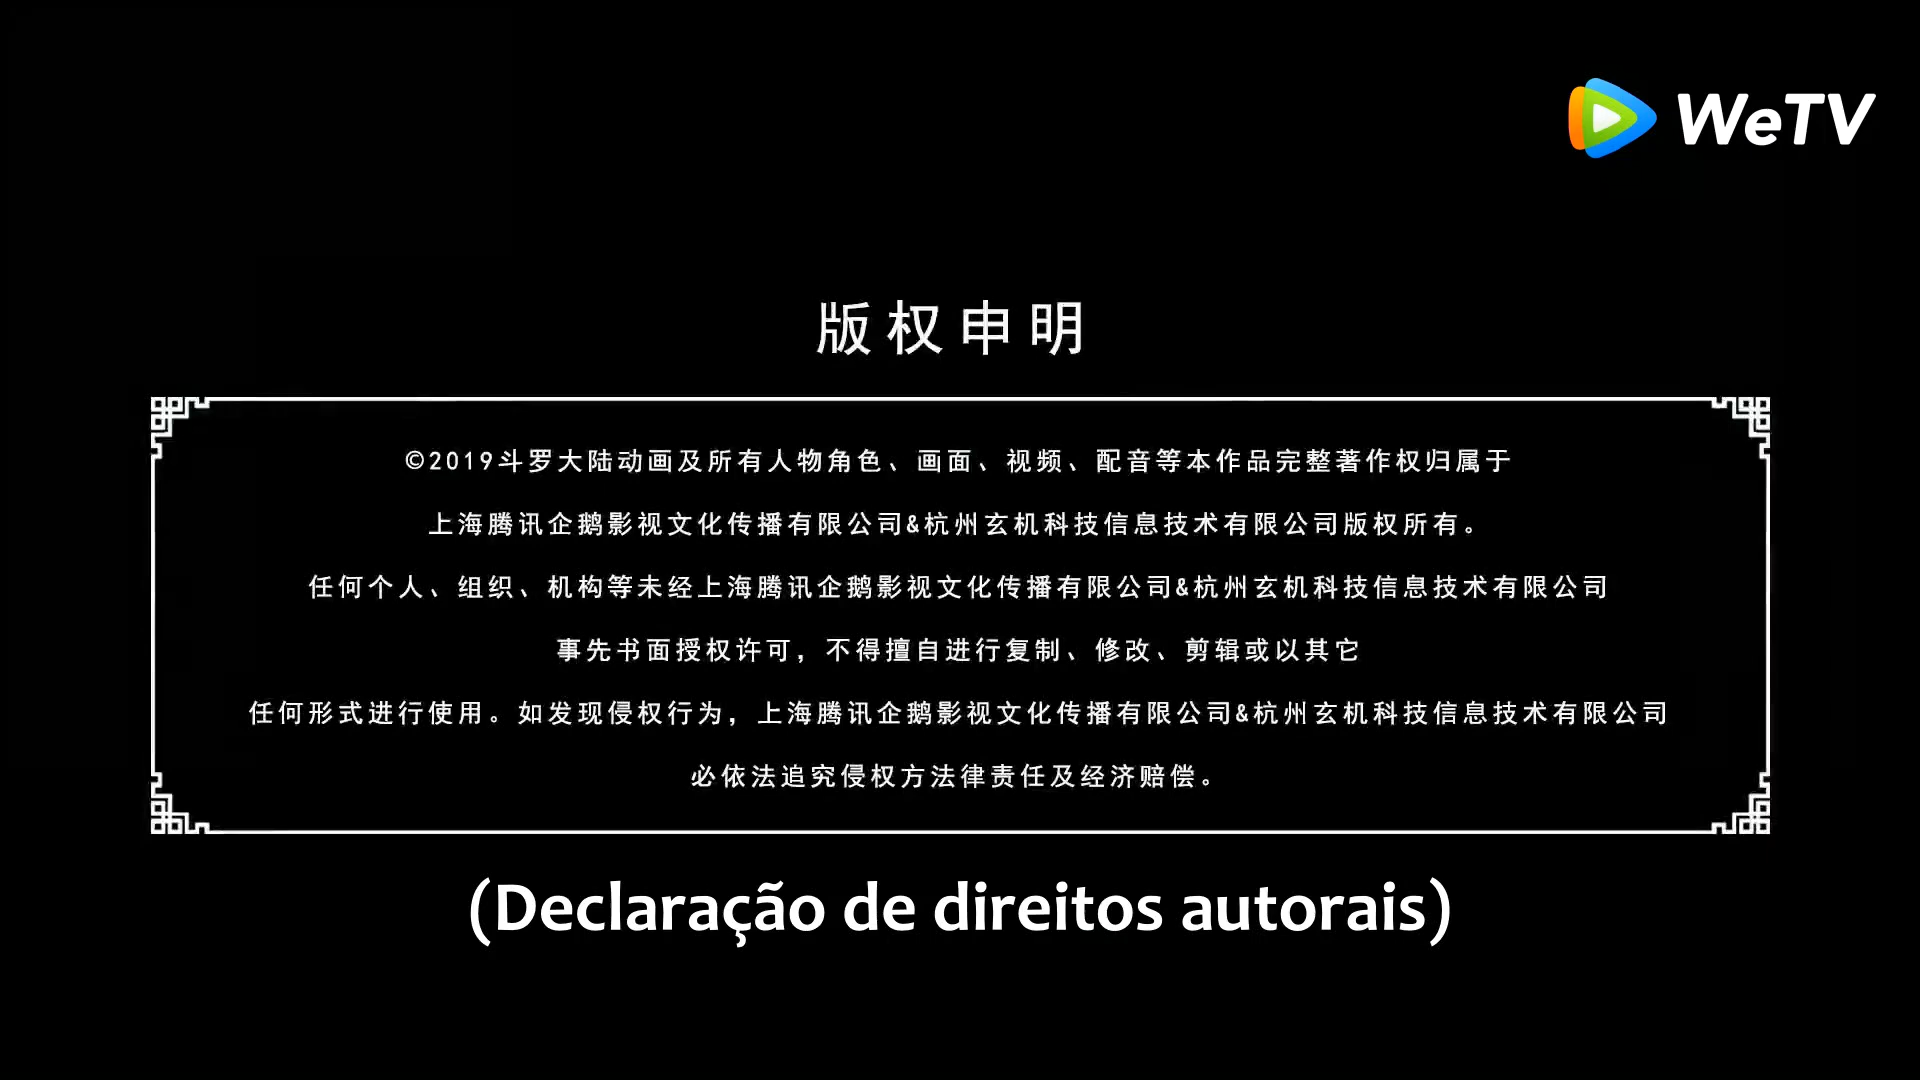 WeTV
版权申明
©2019斗罗大陆动画及所有人物角色、画面、视频、配音等本作品完整著作权归属于
上海腾讯企鹅影视文化传播有限公司&杭州玄机科技信息技术有限公司版权所有。
任何个人、组织、机构等未经上海腾讯企鹅影视文化传播有限公司&杭州玄机科技信息技术有限公司
事先书面授权许可，不得擅自进行复制、修改、剪辑或以其它
任何形式进行使用。如发现侵权行为，上海腾讯企鹅影视文化传播有限公司&杭州玄机科技信息技术有限公司
必依法追究侵权方法律责任及经济赔偿。
(Declaração de direitos autorais)